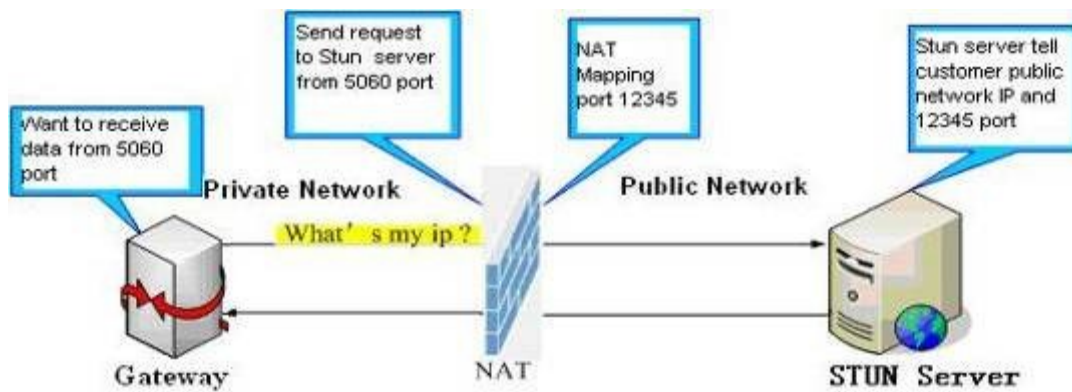 Send request
to Stun server
from 5060 port
NAT
Mapping
port 12345
Stun server tell
customer public
network IP and
12345 port
Want to receive
data from 5060
port
Private Network
Public Network
What's my ip ?
Gateway
NAT
STUN Server